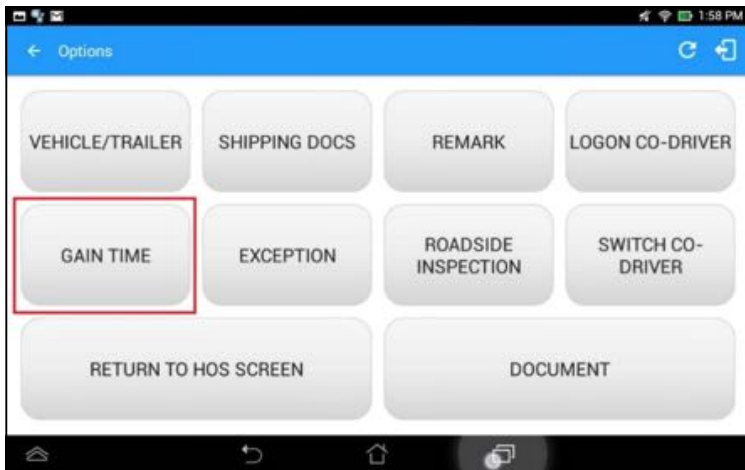 1:58 PM
Options
VEHICLE/TRAILER
SHIPPING DOCS
REMARK
LOGON CO-DRIVER
GAIN TIME
EXCEPTION
ROADSIDE
INSPECTION
SWITCH CO-
DRIVER
RETURN TO HOS SCREEN
DOCUMENT